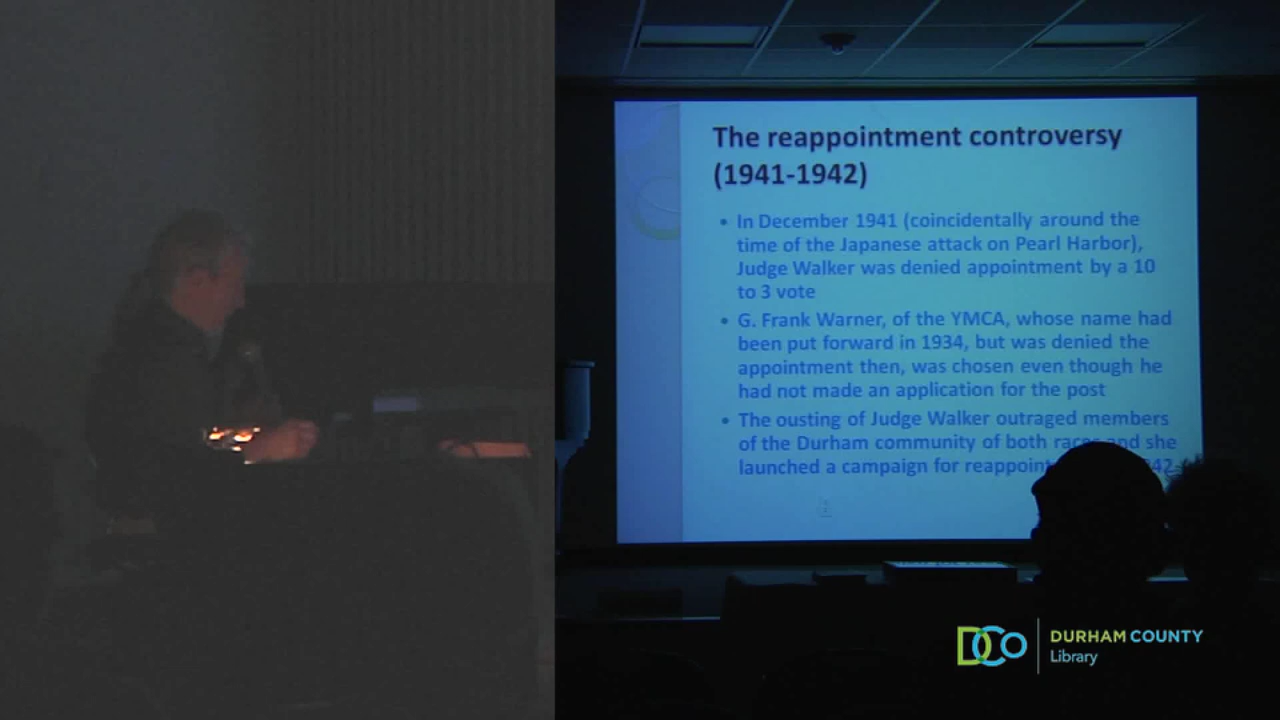 The reappointment controversy
(1941-1942)
• In December 1941 (coincidentally around the
time of the Japanese attack on Pearl Harbor),
Judge Walker was denied appointment by a 10
to 3 vote
• G. Frank Warner, of the YMCA, whose name had
been put forward in 1934, but was denied the
appointment then, was chosen even though he
had not made an application for the post
• The ousting of Judge Walker outraged members
of the Durham community of both races and she
launched a campaign for reappoint
DCo DURHAM COUNTY
Library